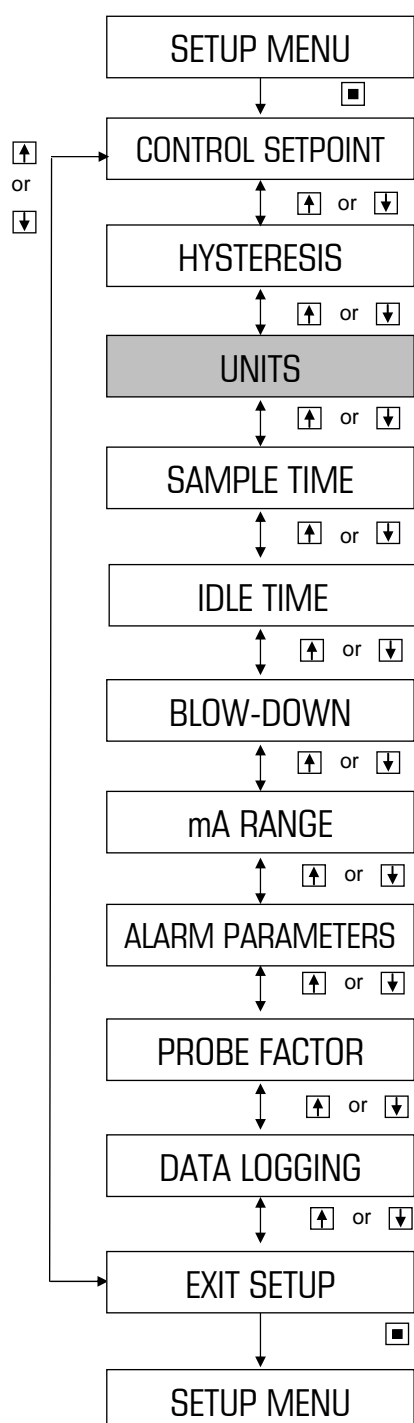 SETUP MENU
CONTROL SETPOINT
or
or
HYSTERESIS
or
UNITS
or
SAMPLE TIME
or
IDLE TIME
or
BLOW-DOWN
or
mA RANGE
or
ALARM PARAMETERS
or
PROBE FACTOR
or
DATA LOGGING
or
EXIT SETUP
SETUP MENU